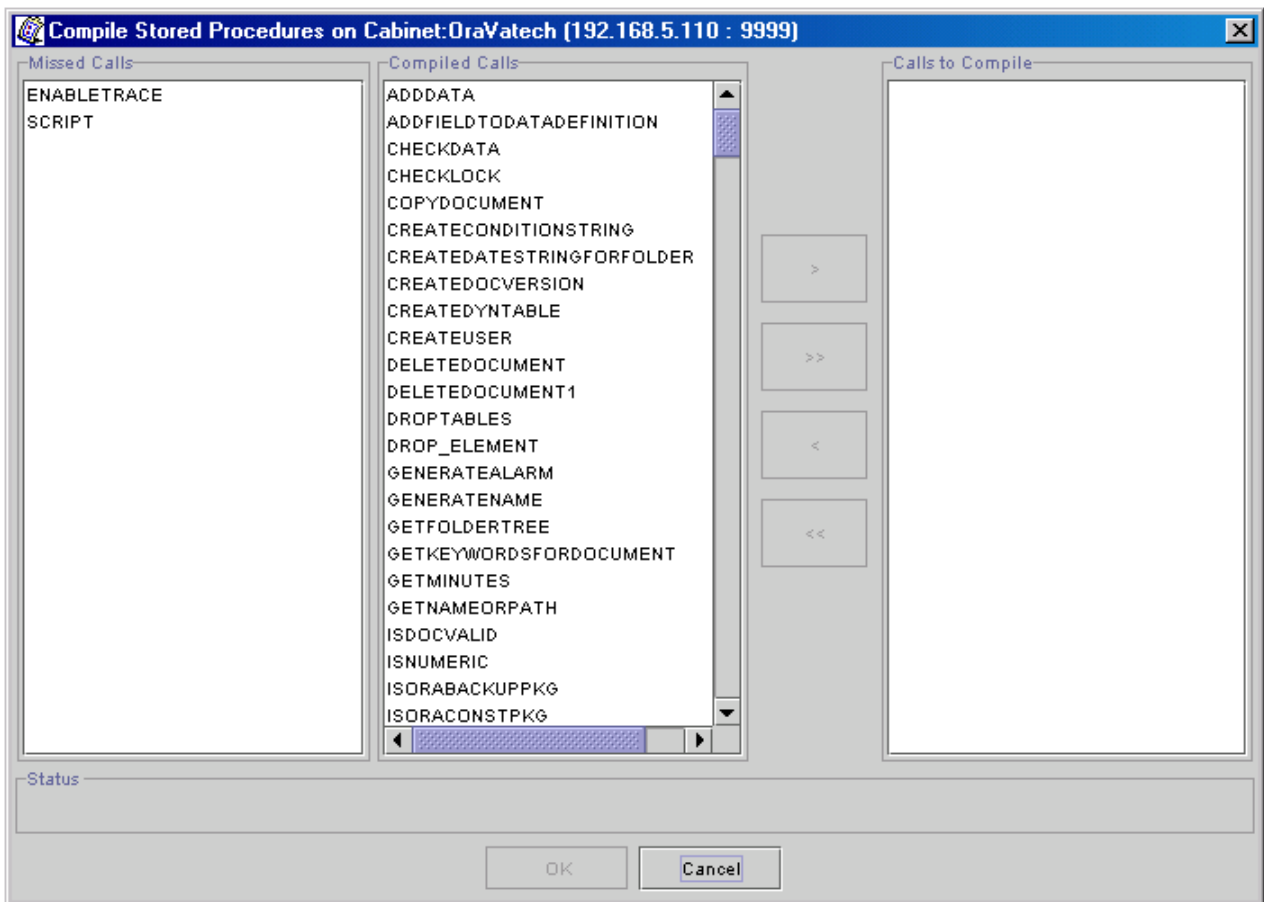 Compile Stored Procedures on Cabinet:OraVatech (192.168.5.110 : 9999)
Missed Calls
ENABLETRACE
SCRIPT
Compiled Calls
ADDDATA
ADDFIELDTODATADEFINITION
CHECKDATA
CHECKLOCK
COPYDOCUMENT
CREATECONDITIONSTRING
CREATEDATESTRINGFORFOLDER
CREATEDOCVERSION
CREATEDYNTABLE
CREATEUSER
DELETEDOCUMENT
DELETEDOCUMENT1
DROPTABLES
DROP_ELEMENT
GENERATEALARM
GENERATENAME
GETFOLDERTREE
GETKEYWORDSFORDOCUMENT
GETMINUTES
GETNAMEORPATH
ISDOCVALID
ISNUMERIC
ISORABACKUPPKG
ISORACONSTPKG
>
>>
<
<<
Calls to Compile
Status
OK
Cancel